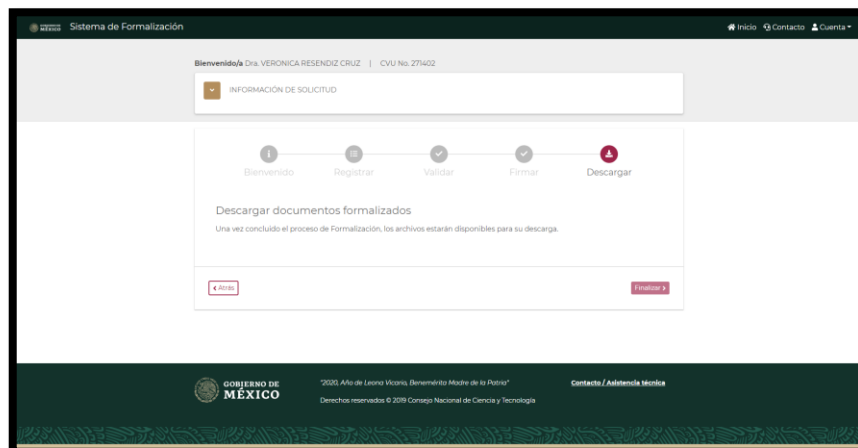 GOBIERNO DE
MÉXICO
Sistema de Formalización
Inicio Contacto Cuenta
Bienvenido/a Dra. VERONICA RESENDIZ CRUZ | CVU No. 271402
INFORMACIÓN DE SOLICITUD
Bienvenido Registrar Validar Firmar Descargar
Descargar documentos formalizados
Una vez concluido el proceso de Formalización, los archivos estarán disponibles para su descarga.
< Atrás Finalizar >
GOBIERNO DE
MÉXICO
"2020, Año de Leona Vicario, Benemérita Madre de la Patria"
Derechos reservados © 2019 Consejo Nacional de Ciencia y Tecnología
Contacto / Asistencia técnica